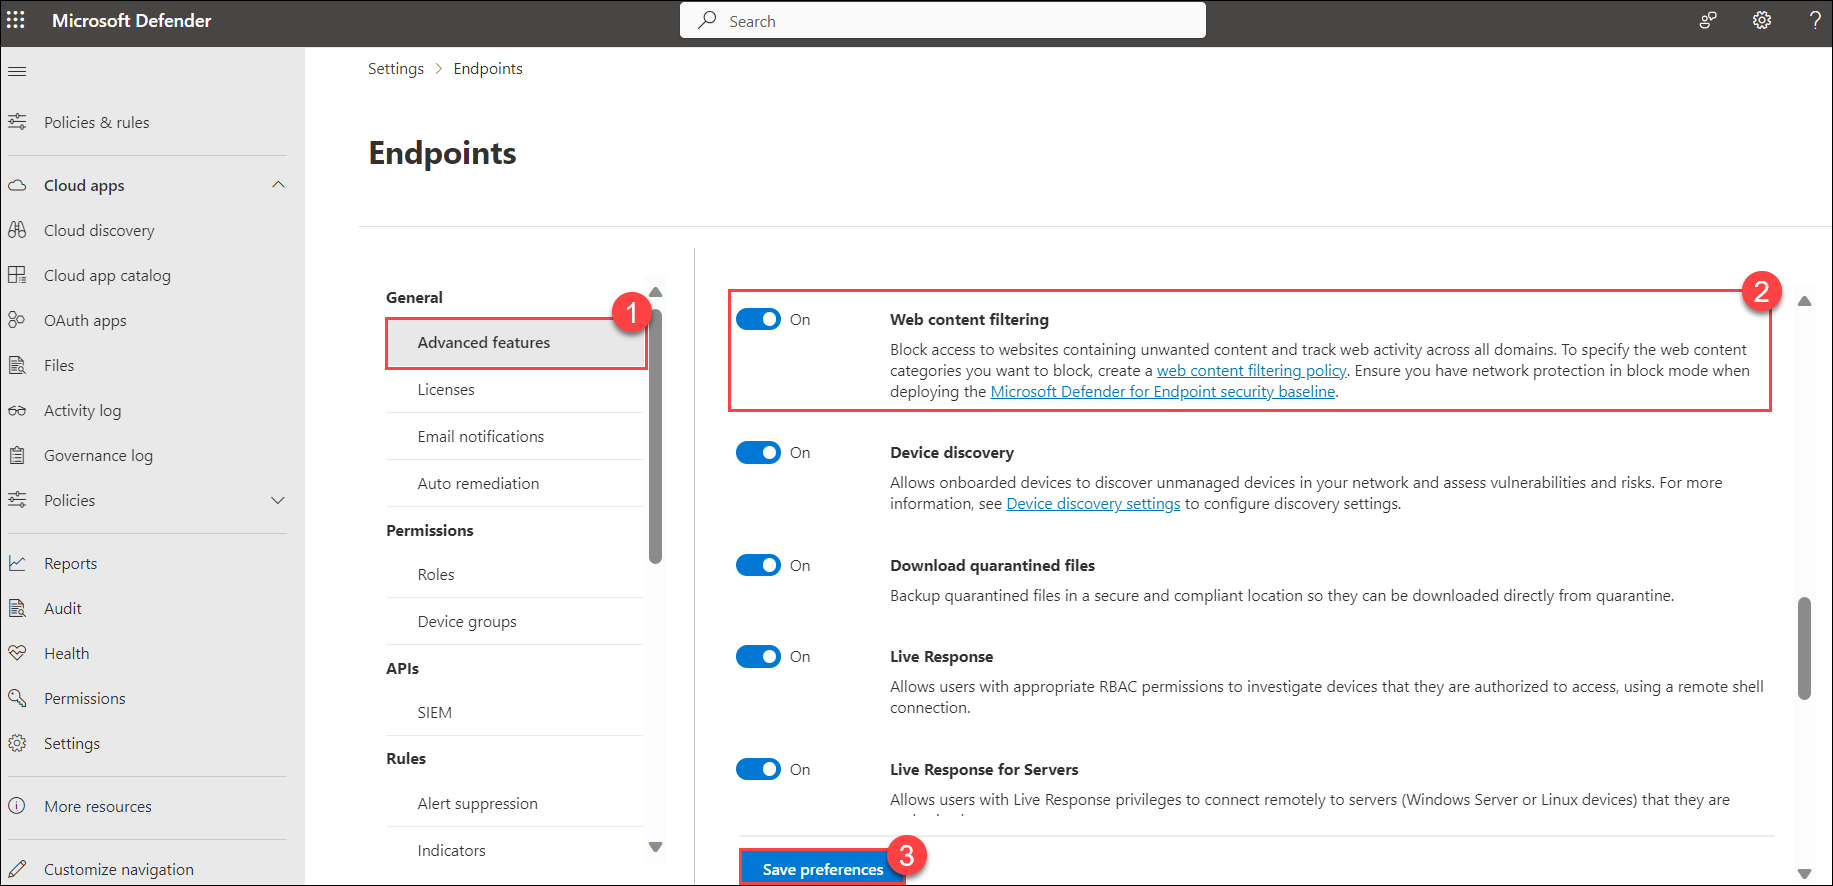 Microsoft Defender
Search
?
Settings > Endpoints
Policies & rules
Cloud apps
Cloud discovery
Cloud app catalog
OAuth apps
Files
Activity log
Governance log
Policies
Reports
Audit
Health
Permissions
Settings
More resources
Customize navigation
Endpoints
General
1
Advanced features
Licenses
Email notifications
Auto remediation
Permissions
Roles
Device groups
APIs
SIEM
Rules
Alert suppression
Indicators
2
On
Web content filtering
Block access to websites containing unwanted content and track web activity across all domains. To specify the web content
categories you want to block, create a web content filtering policy. Ensure you have network protection in block mode when
deploying the Microsoft Defender for Endpoint security baseline.
On
Device discovery
Allows onboarded devices to discover unmanaged devices in your network and assess vulnerabilities and risks. For more
information, see Device discovery settings to configure discovery settings.
On
Download quarantined files
Backup quarantined files in a secure and compliant location so they can be downloaded directly from quarantine.
On
Live Response
Allows users with appropriate RBAC permissions to investigate devices that they are authorized to access, using a remote shell
connection.
On
Live Response for Servers
Allows users with Live Response privileges to connect remotely to servers (Windows Server or Linux devices) that they are
Save preferences
3